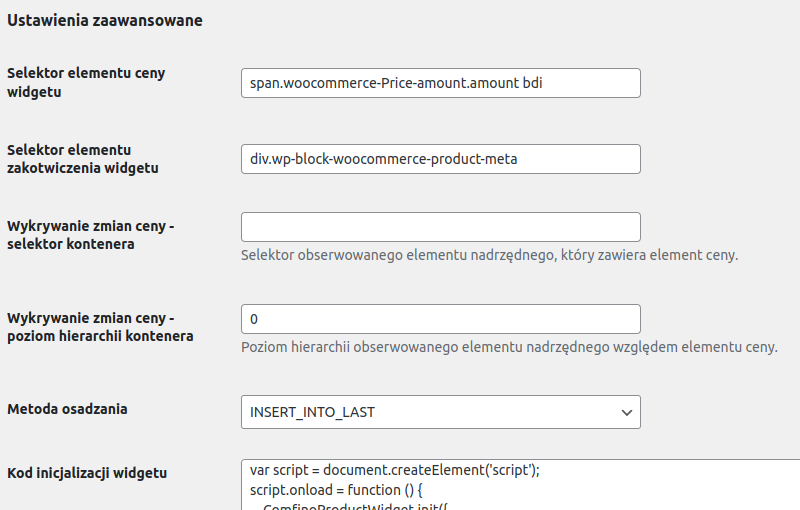 Ustawienia zaawansowane
Selektor elementu ceny
widgetu
span.woocommerce-Price-amount.amount bdi
Selektor elementu
zakotwiczenia widgetu
div.wp-block-woocommerce-product-meta
Wykrywanie zmian ceny -
selektor kontenera
Selektor obserwowanego elementu nadrzędnego, który zawiera element ceny.
Wykrywanie zmian ceny -
poziom hierarchii kontenera
0
Poziom hierarchii obserwowanego elementu nadrzędnego względem elementu ceny.
Metoda osadzania
INSERT_INTO_LAST
Kod inicjalizacji widgetu
var script = document.createElement('script');
script.onload = function () {
ComfinoProductWidget.init({